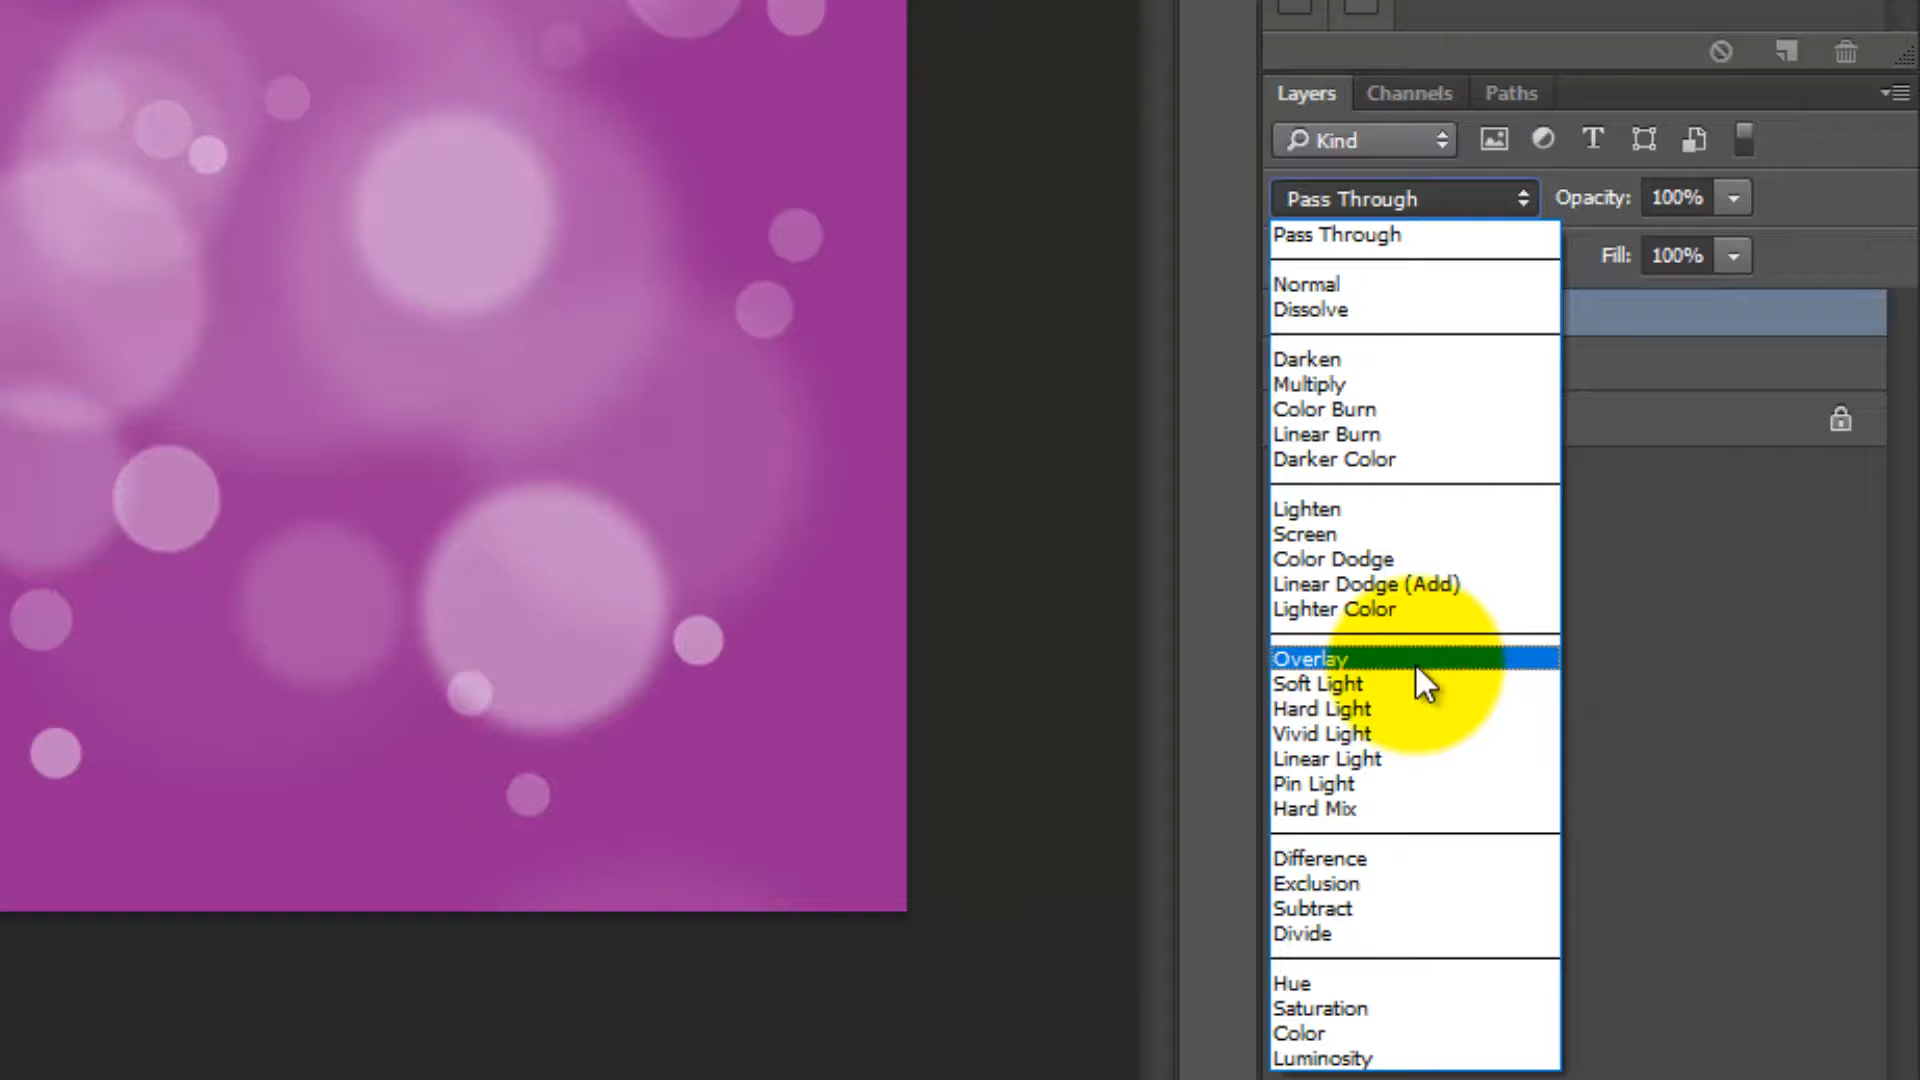 Layers Channels Paths
Kind
Pass Through Opacity: 100%
Pass Through
Fill: 100%
Normal
Dissolve
Darken
Multiply
Color Burn
Linear Burn
Darker Color
Lighten
Screen
Color Dodge
Linear Dodge (Add)
Lighter Color
Overlay
Soft Light
Hard Light
Vivid Light
Linear Light
Pin Light
Hard Mix
Difference
Exclusion
Subtract
Divide
Hue
Saturation
Color
Luminosity